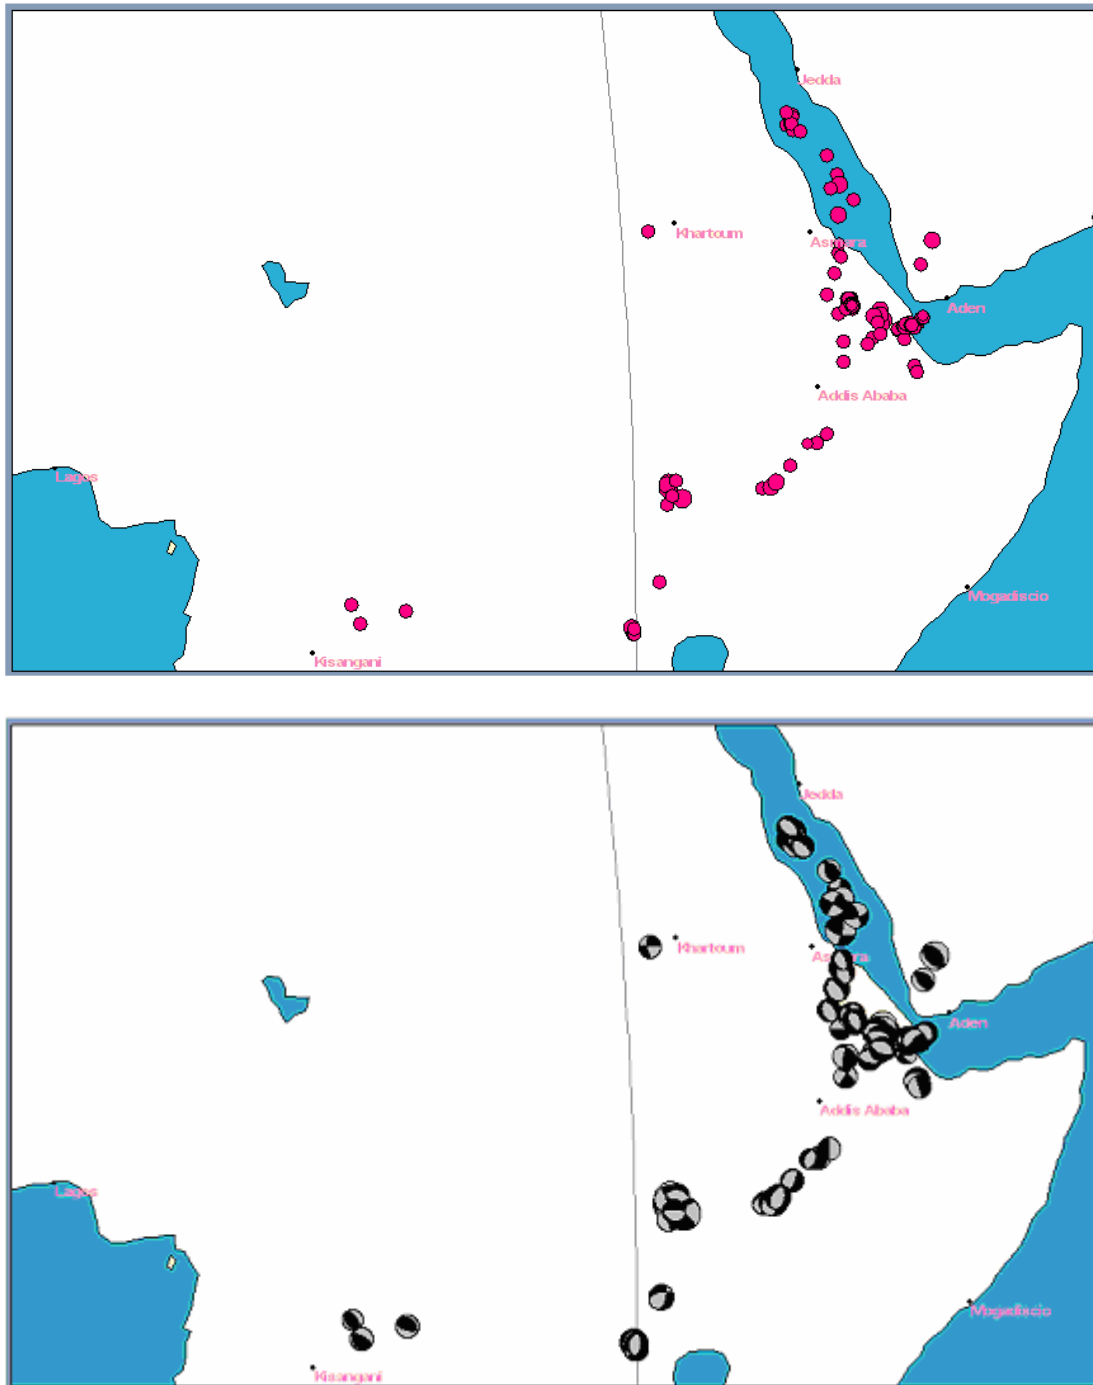 Jedda
Khartoum
Asmara
Aden
Addis Ababa
Lagos
Mogadiscio
Kisangani
Jedda
Khartoum
Aden
Addis Ababa
Lagos
Mogadiscio
Kisangani